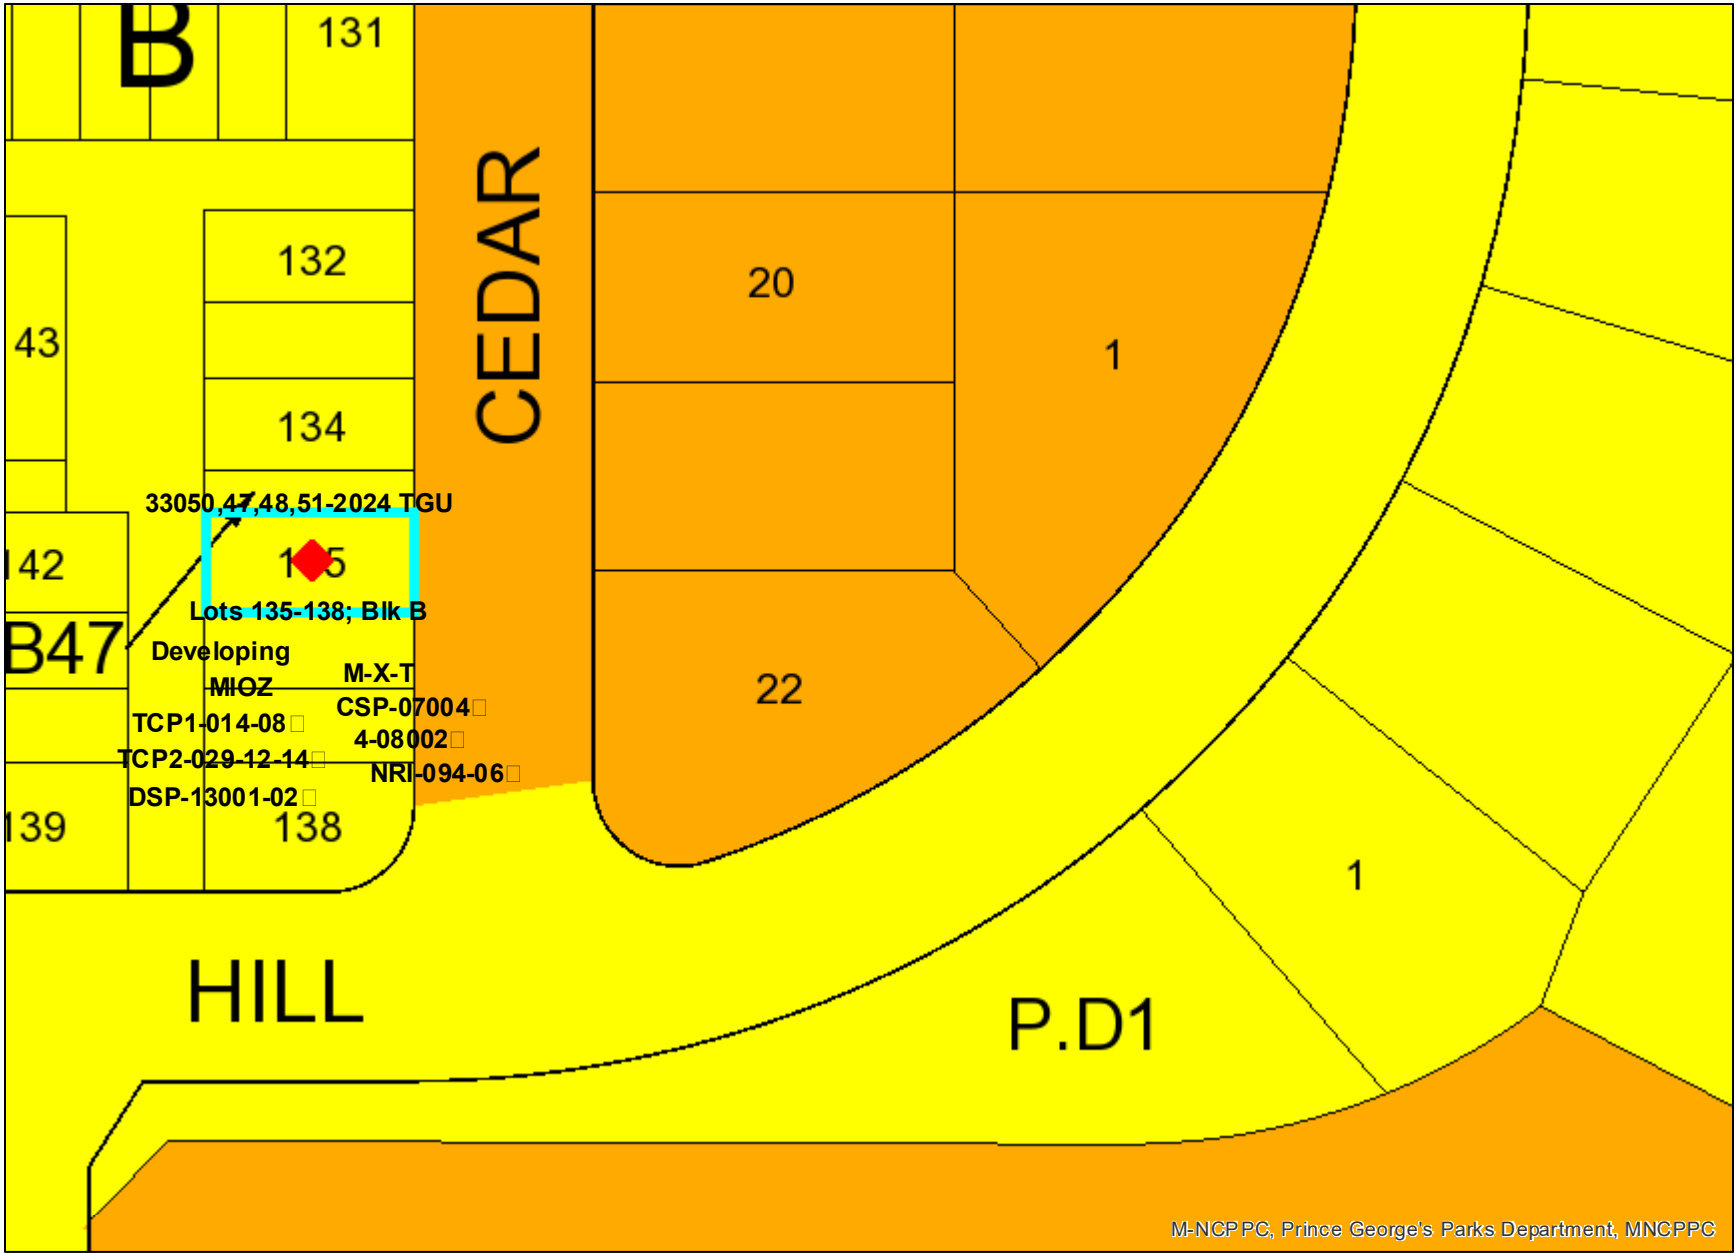 B
131
CEDAR
132
20
43
1
134
33050,47,48,51-2024 TGU
142
Lots 135-138; Blk B
B47
Developing
M-X-T
MIOZ
22
CSP-07004
TCP1-014-08
4-08002
TCP2-029-12-14
NRI-094-06
DSP-13001-02
139
138
1
HILL
P.D1
M-NCPPC, Prince George's Parks Department, MNCPPC